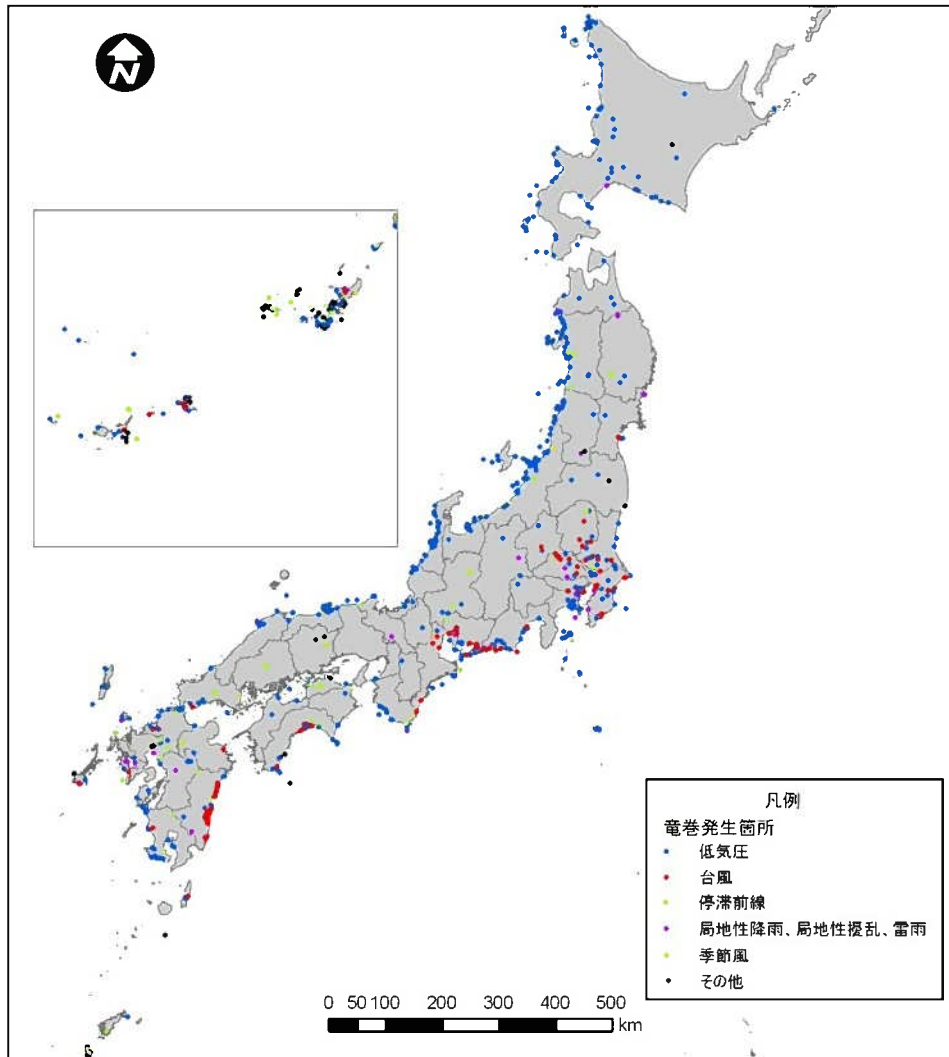 N
凡例
竜巻発生箇所
低気圧
台風
停滞前線
局地性降雨、局地性擾乱、雷雨
季節風
その他
0 50 100 200 300 400 500
km